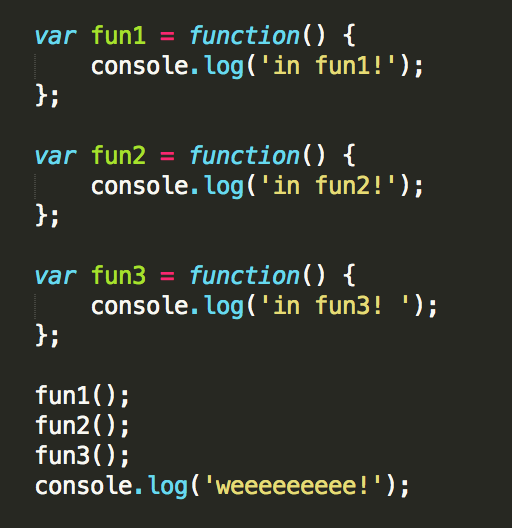 var fun1 = function() {
    console.log('in fun1!');
};

var fun2 = function() {
    console.log('in fun2!');
};

var fun3 = function() {
    console.log('in fun3! ');
};

fun1();
fun2();
fun3();
console.log('weeeeeeeee!');